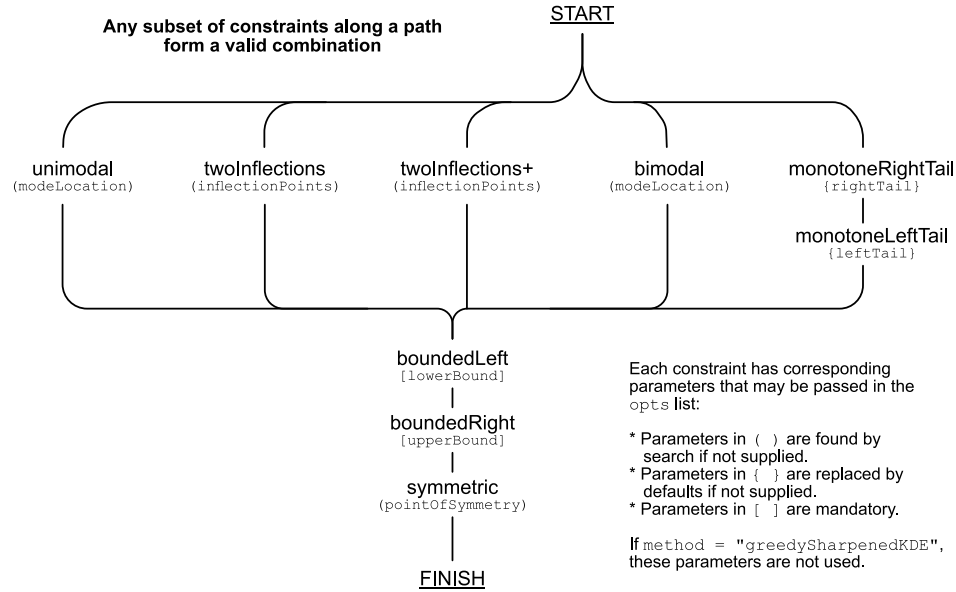 START
Any subset of constraints along a path
form a valid combination
unimodal
(modeLocation)
twoInflections
(inflectionPoints)
twoInflections+
(inflectionPoints)
bimodal
(modeLocation)
monotoneRightTail
{rightTail}
monotoneLeftTail
{leftTail}
boundedLeft
[lowerBound]
boundedRight
[upperBound]
symmetric
(pointOfSymmetry)
FINISH
Each constraint has corresponding
parameters that may be passed in the
opts list:
* Parameters in ( ) are found by
search if not supplied.
* Parameters in { } are replaced by
defaults if not supplied.
* Parameters in [ ] are mandatory.
If method = "greedySharpenedKDE",
these parameters are not used.